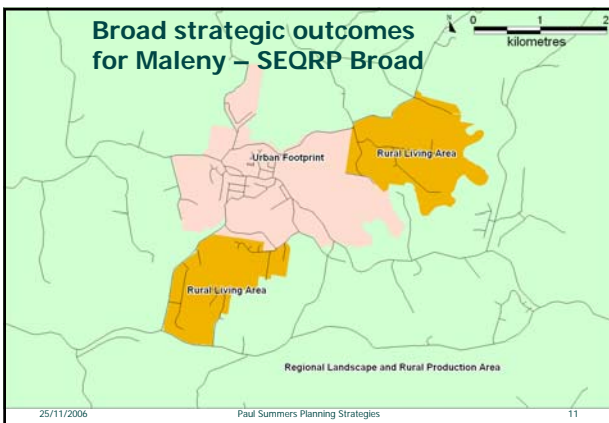 Broad strategic outcomes
for Maleny – SEQRP Broad
N
0 1 2
kilometres
Urban Footprint
Rural Living Area
Rural Living Area
Regional Landscape and Rural Production Area
25/11/2006 Paul Summers Planning Strategies 11